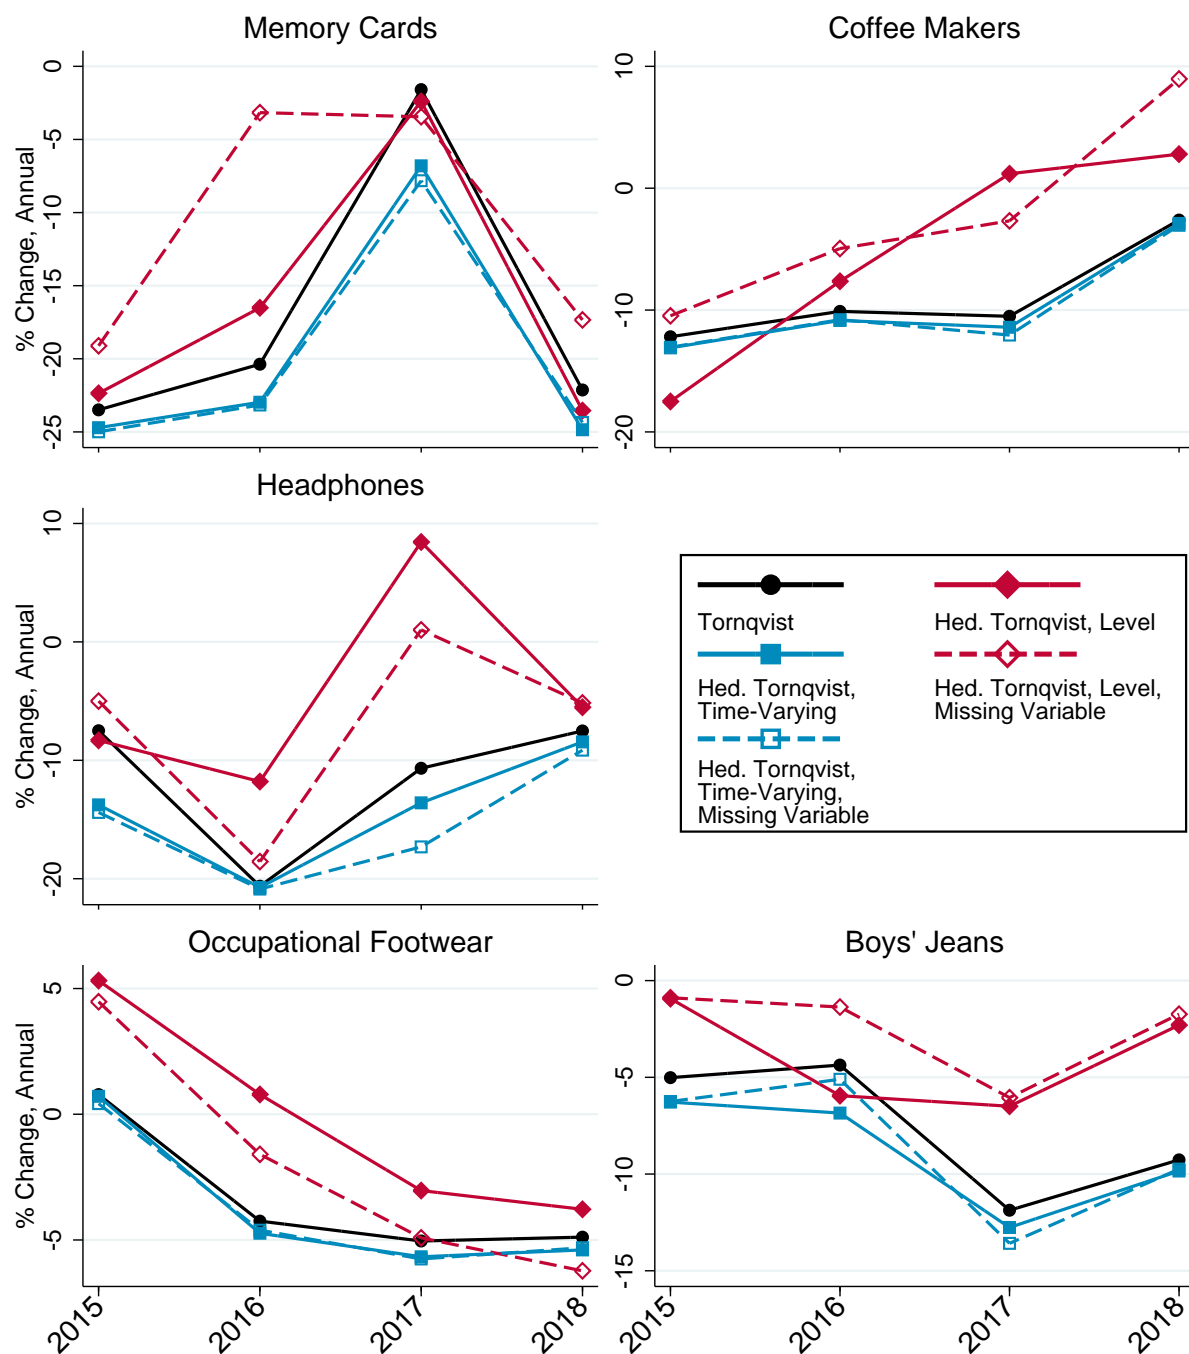 Memory Cards
% Change, Annual
0
-5
-10
-15
-20
-25
Coffee Makers
10
0
-10
-20
Headphones
% Change, Annual
10
0
-10
-20
Tornqvist
Hed. Tornqvist, Level
Hed. Tornqvist,
Time-Varying
Hed. Tornqvist, Level,
Missing Variable
Hed. Tornqvist,
Time-Varying,
Missing Variable
Occupational Footwear
% Change, Annual
5
0
-5
2015
2016
2017
2018
Boys' Jeans
0
-5
-10
-15
2015
2016
2017
2018